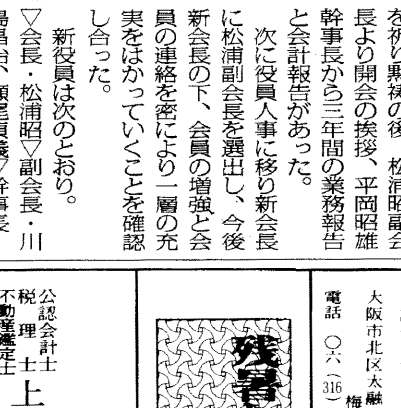 を祈り黙祷の後、松浦昭副会
長より開会の挨拶、平岡昭雄
幹事長から三年間の業務報告
と会計報告があった。
次に役員人事に移り新会長
に松浦副会長を選出し、今後
新会長の下、会員の増強と会
員の連絡を密により一層の充
実をはかっていくことを確認
し合った。
新役員は次のとおり。
▽会長・松浦昭▽副会長・川
大阪市北区太融
梅
電話 〇六(316)
残暑
公認会計士
税理士
不動産鑑定士
上